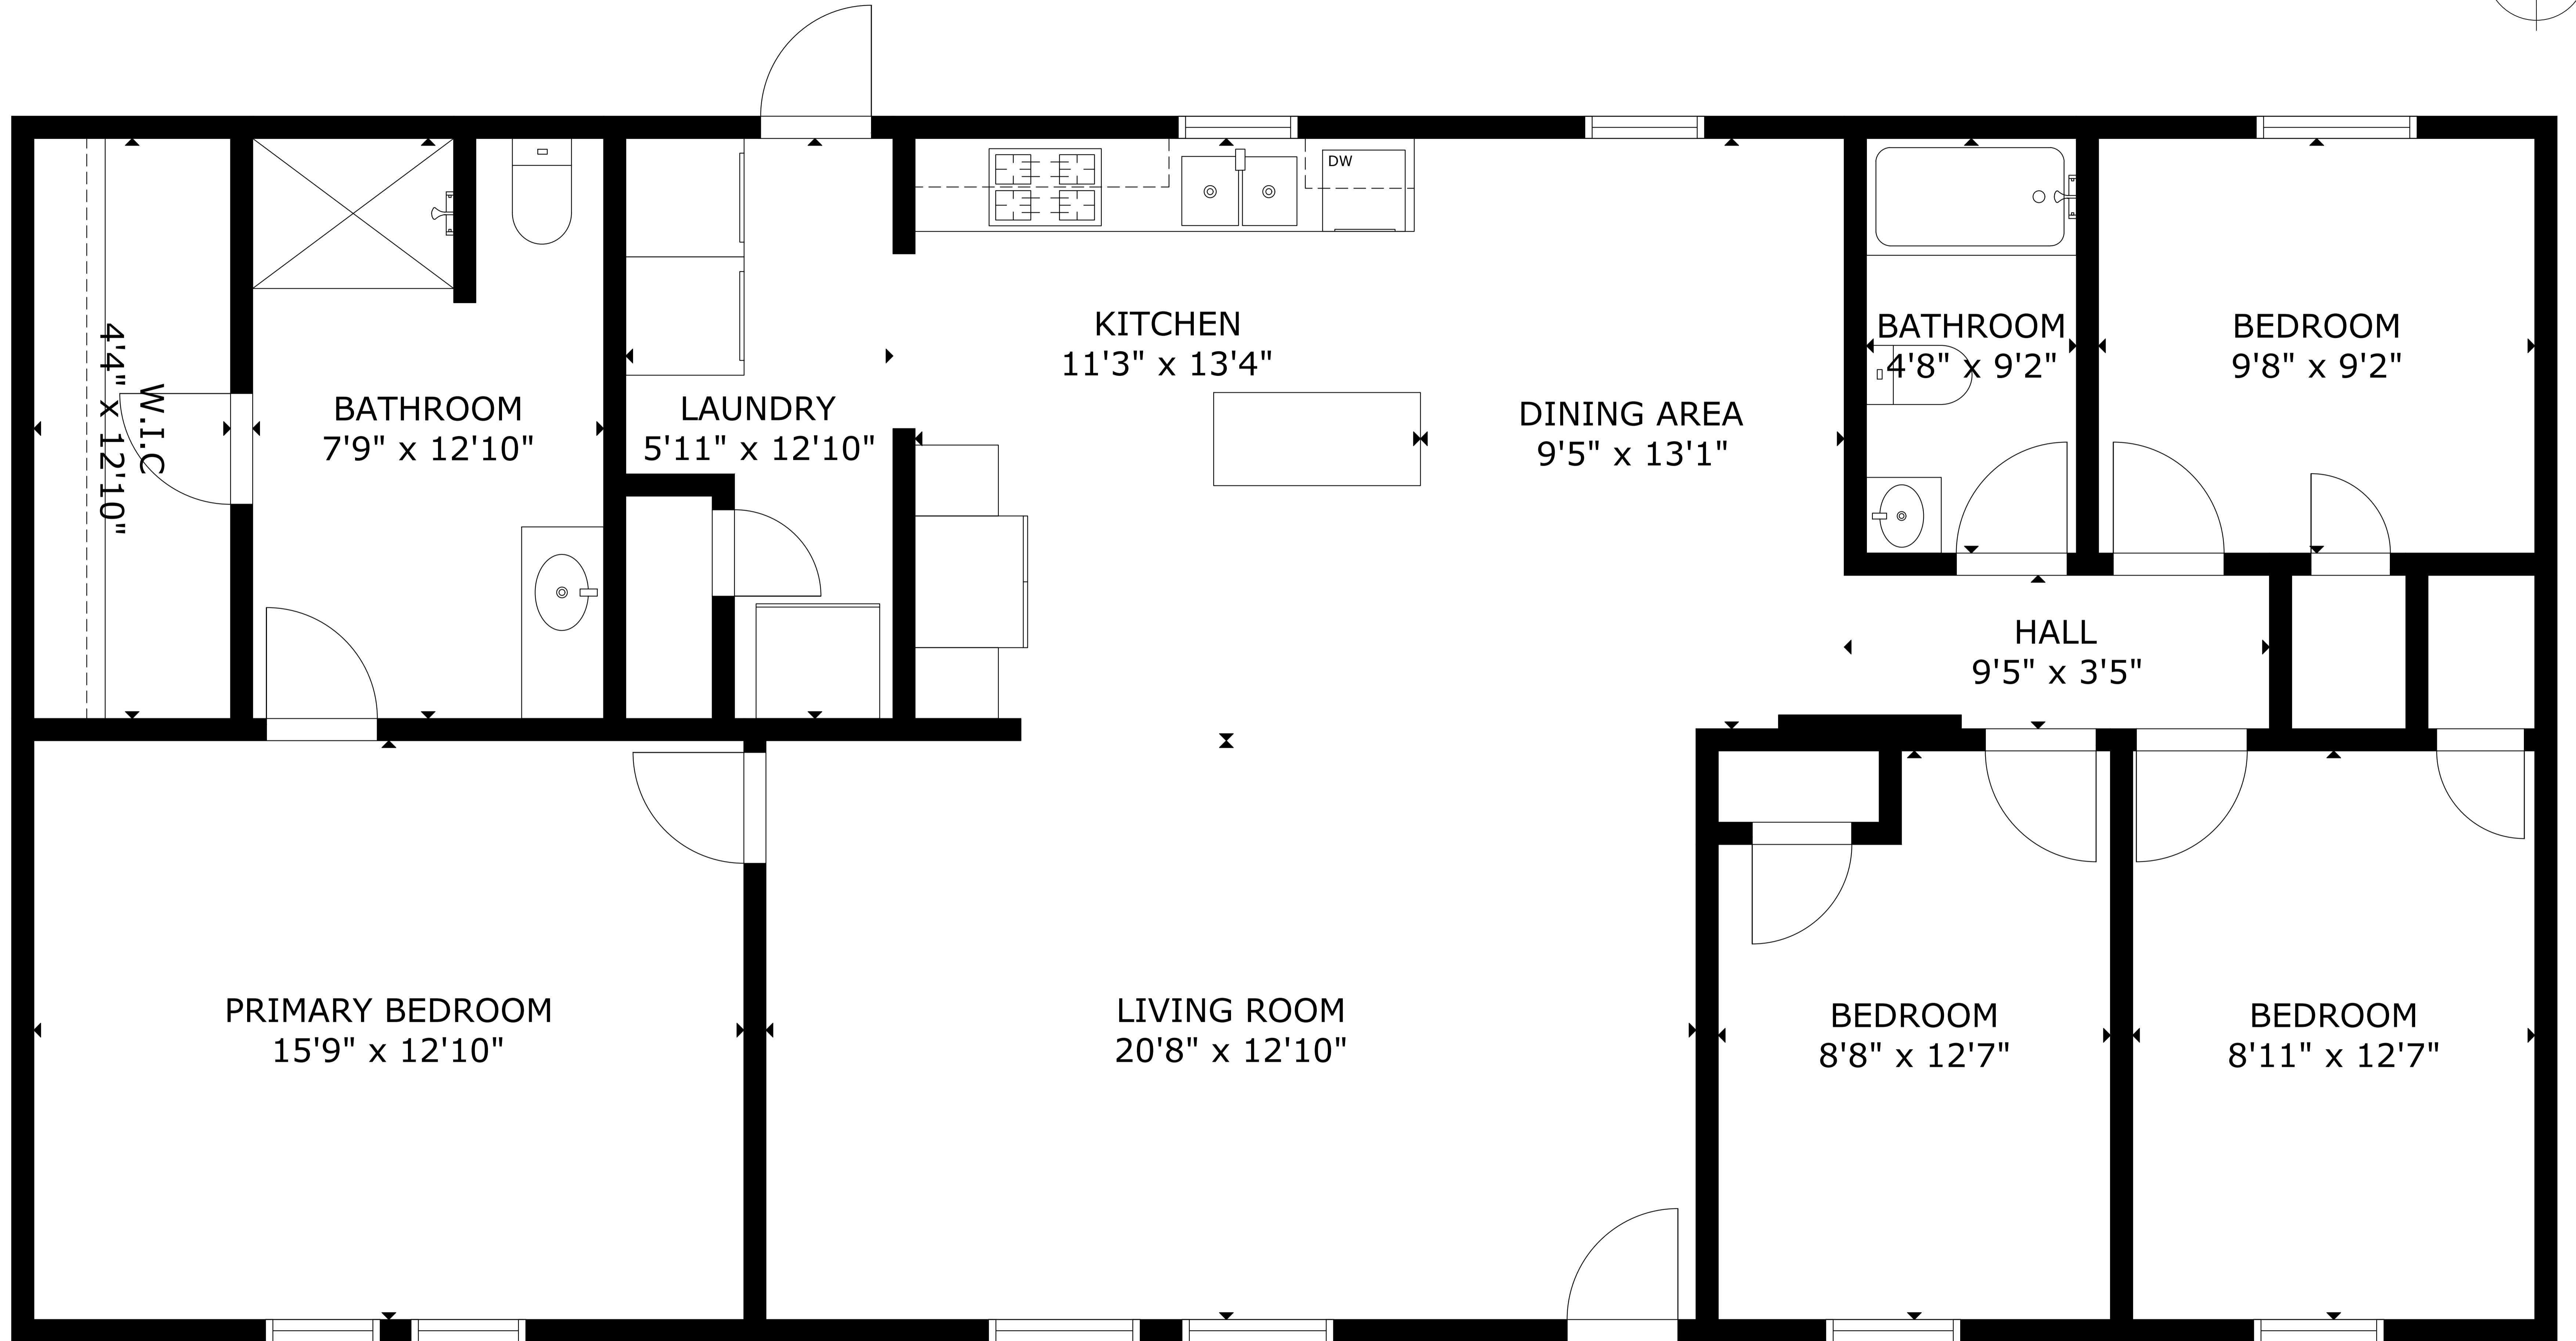 DW
KITCHEN
11'3" x 13'4"
BATHROOM
4'8" x 9'2"
BEDROOM
9'8" x 9'2"
W.I.C
4'4" x 12'10"
BATHROOM
7'9" x 12'10"
LAUNDRY
5'11" x 12'10"
DINING AREA
9'5" x 13'1"
HALL
9'5" x 3'5"
PRIMARY BEDROOM
15'9" x 12'10"
LIVING ROOM
20'8" x 12'10"
BEDROOM
8'8" x 12'7"
BEDROOM
8'11" x 12'7"